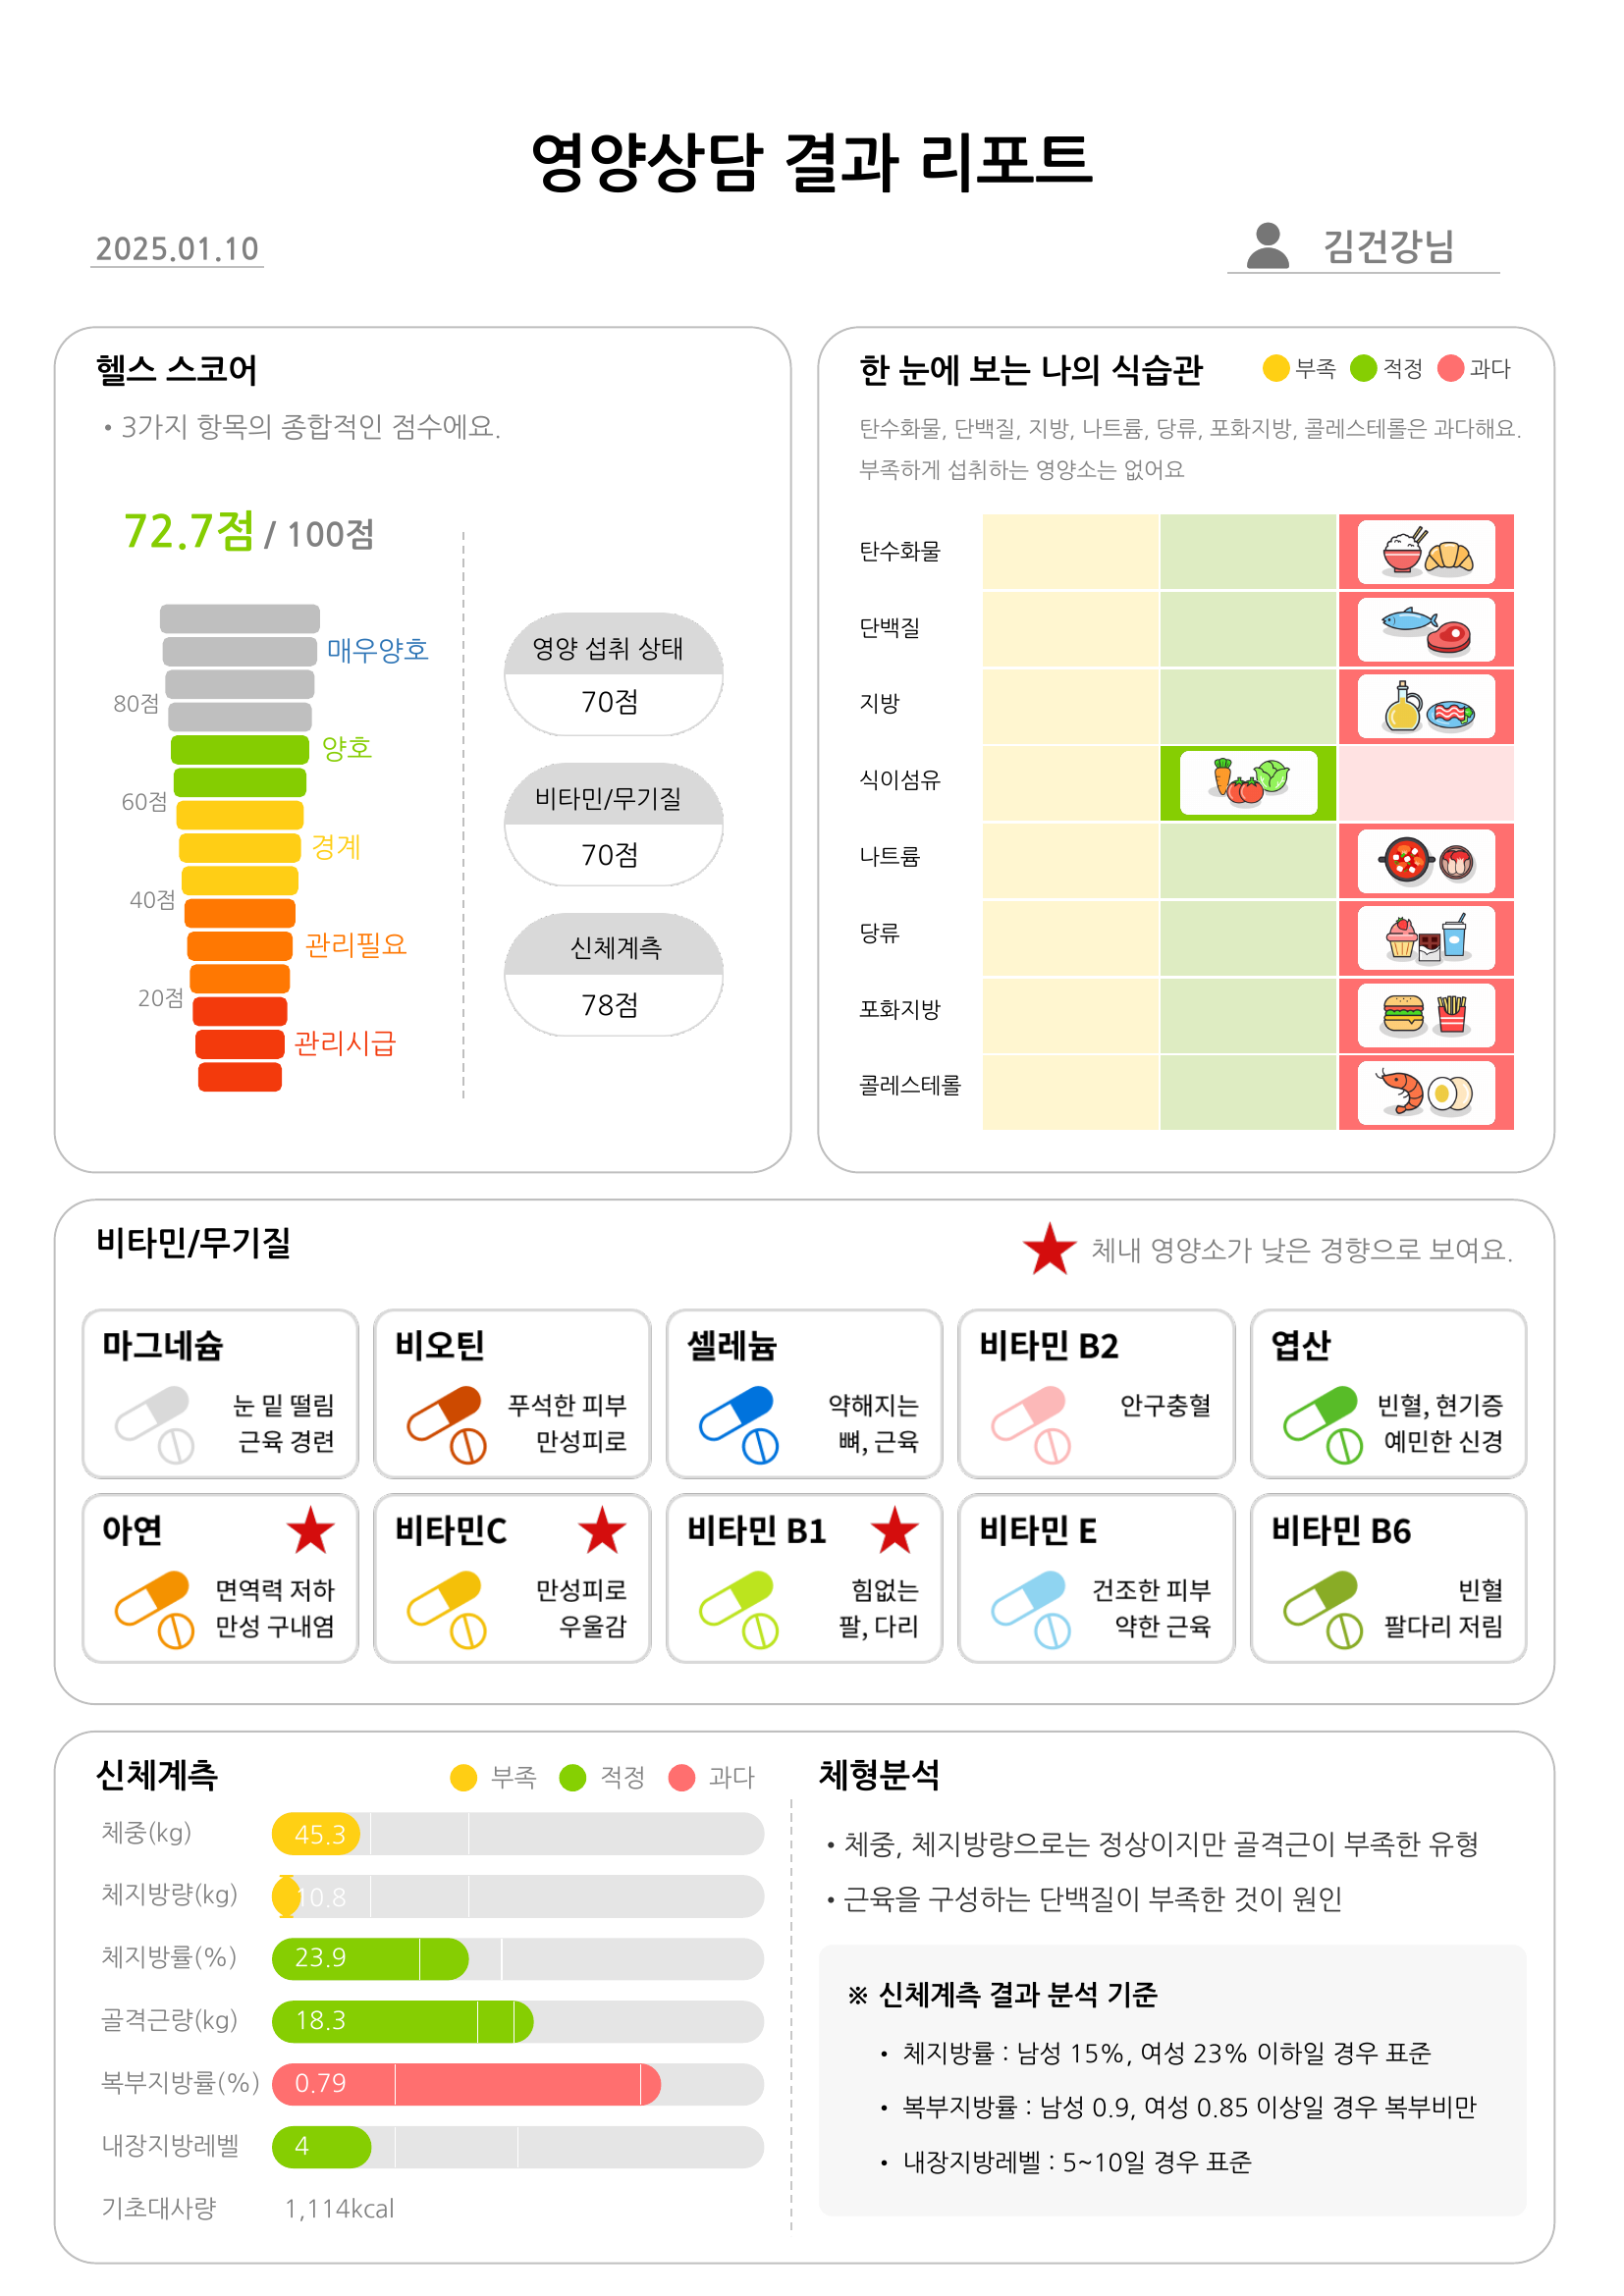 영양상담 결과 리포트
2025.01.10
김건강님
헬스 스코어
• 3가지 항목의 종합적인 점수에요.
72.7점 / 100점
매우양호
80점
양호
60점
경계
40점
관리필요
20점
관리시급
영양 섭취 상태
70점
비타민/무기질
70점
신체계측
78점
한 눈에 보는 나의 식습관
부족 적정 과다
탄수화물, 단백질, 지방, 나트륨, 당류, 포화지방, 콜레스테롤은 과다해요.
부족하게 섭취하는 영양소는 없어요
탄수화물
단백질
지방
식이섬유
나트륨
당류
포화지방
콜레스테롤
비타민/무기질
체내 영양소가 낮은 경향으로 보여요.
마그네슘
눈 밑 떨림
근육 경련
비오틴
푸석한 피부
만성피로
셀레늄
약해지는
뼈, 근육
비타민 B2
안구충혈
엽산
빈혈, 현기증
예민한 신경
아연
면역력 저하
만성 구내염
비타민C
만성피로
우울감
비타민 B1
힘없는
팔, 다리
비타민 E
건조한 피부
약한 근육
비타민 B6
빈혈
팔다리 저림
신체계측
부족 적정 과다
체중(kg) 45.3
체지방량(kg) 10.8
체지방률(%) 23.9
골격근량(kg) 18.3
복부지방률(%) 0.79
내장지방레벨 4
기초대사량 1,114kcal
체형분석
• 체중, 체지방량으로는 정상이지만 골격근이 부족한 유형
• 근육을 구성하는 단백질이 부족한 것이 원인
※ 신체계측 결과 분석 기준
• 체지방률 : 남성 15%, 여성 23% 이하일 경우 표준
• 복부지방률 : 남성 0.9, 여성 0.85 이상일 경우 복부비만
• 내장지방레벨 : 5~10일 경우 표준